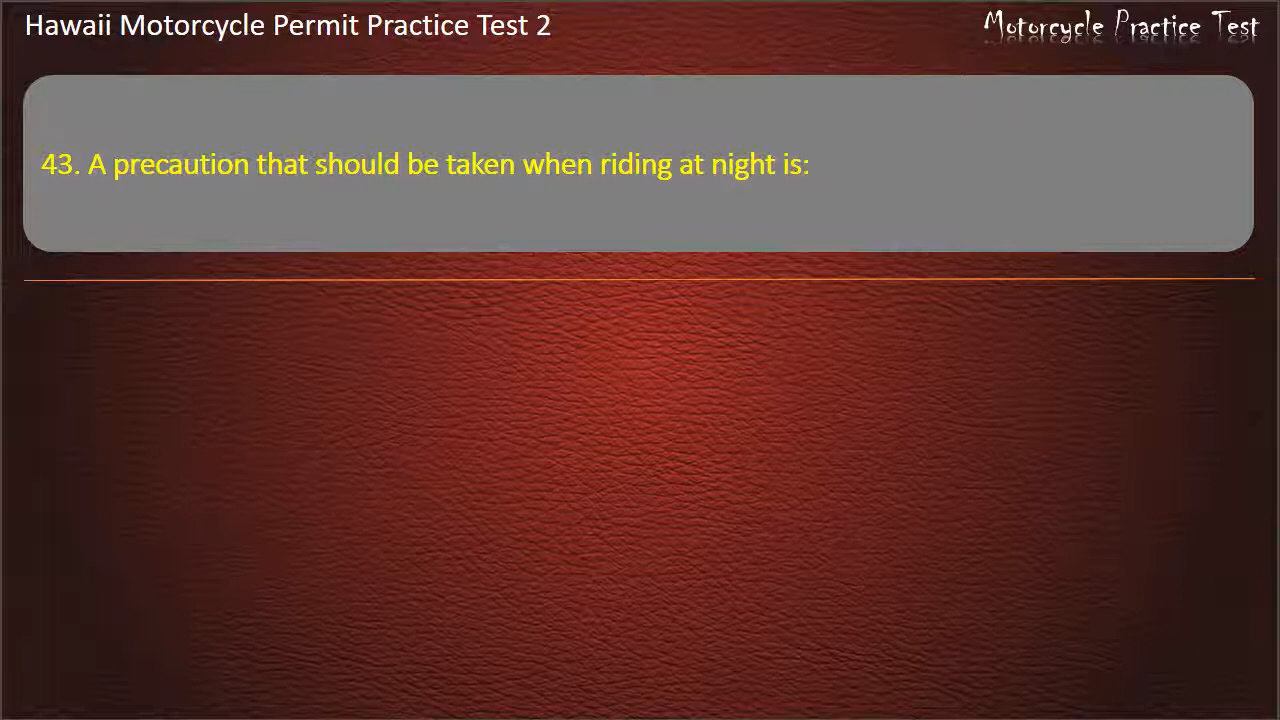 Hawaii Motorcycle Permit Practice Test 2
Motorcycle Practice Test
43. A precaution that should be taken when riding at night is: